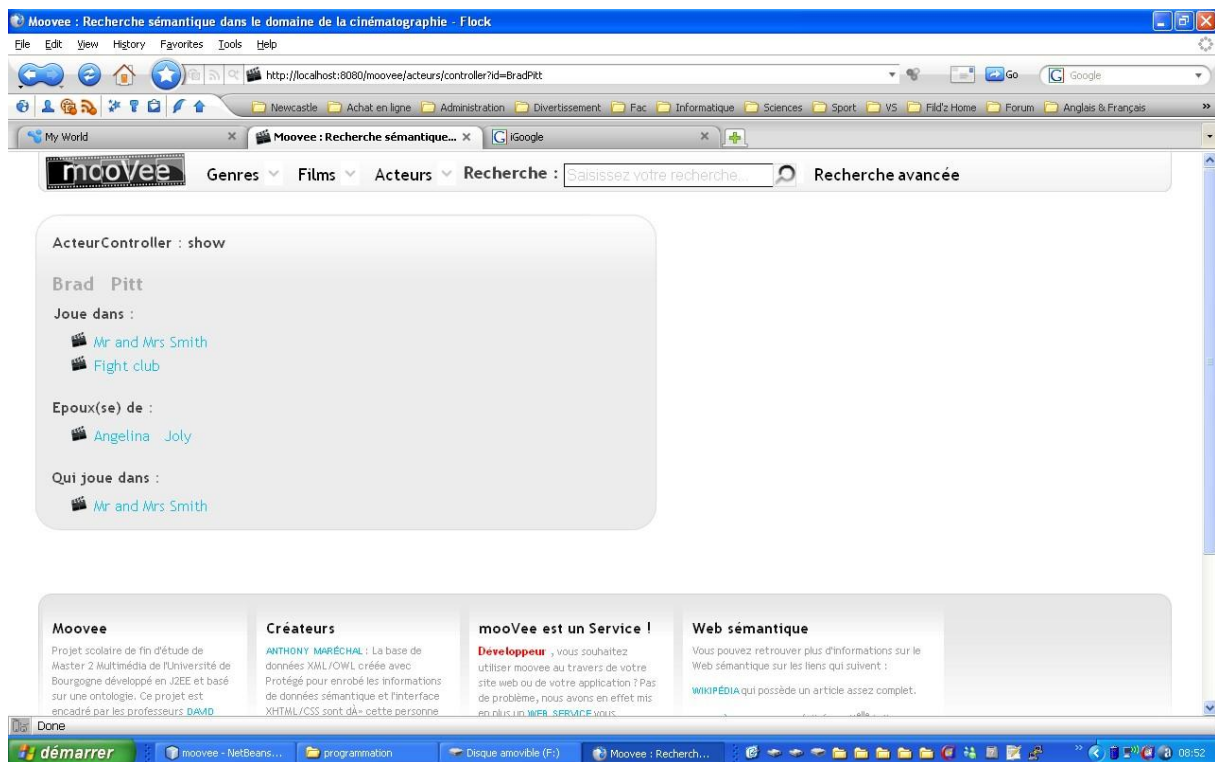 Moovee : Recherche sémantique dans le domaine de la cinématographie - Flock
File Edit View History Favorites Tools Help
http://localhost:8080/moovee/acteurs/controller?id=BradPitt
Go
Google
Newcastle Achat en ligne Administration Divertissement Fac Informatique Sciences Sport VS Fild'z Home Forum Anglais & Français
My World
Moovee : Recherche sémantique...
iGoogle
mooVee Genres Films Acteurs Recherche : Saisissez votre recherche... Recherche avancée
ActeurController : show
Brad Pitt
Joue dans :
Mr and Mrs Smith
Fight club
Epoux(se) de :
Angelina Joly
Qui joue dans :
Mr and Mrs Smith
Moovee
Projet scolaire de fin d'étude de
Master 2 Multimédia de l'Université de
Bourgogne développé en J2EE et basé
sur une ontologie. Ce projet est
encadré par les professeurs DAVID
Créateurs
ANTHONY MARÉCHAL : La base de
données XML/OWL créée avec
Protégé pour enrobé les informations
de données sémantique et l'interface
XHTML/CSS sont dÂ» cette personne
mooVee est un Service !
Développeur , vous souhaitez
utiliser moovee au travers de votre
site web ou de votre application ? Pas
de problème, nous avons en effet mis
en plus un WEB SERVICE vous
Web sémantique
Vous pouvez retrouver plus d'informations sur le
Web sémantique sur les liens qui suivent :
WIKIPÉDIA qui possède un article assez complet.
Done
démarrer moovee - NetBeans... programmation Disque amovible (F:) Moovee : Recherch... 08:52